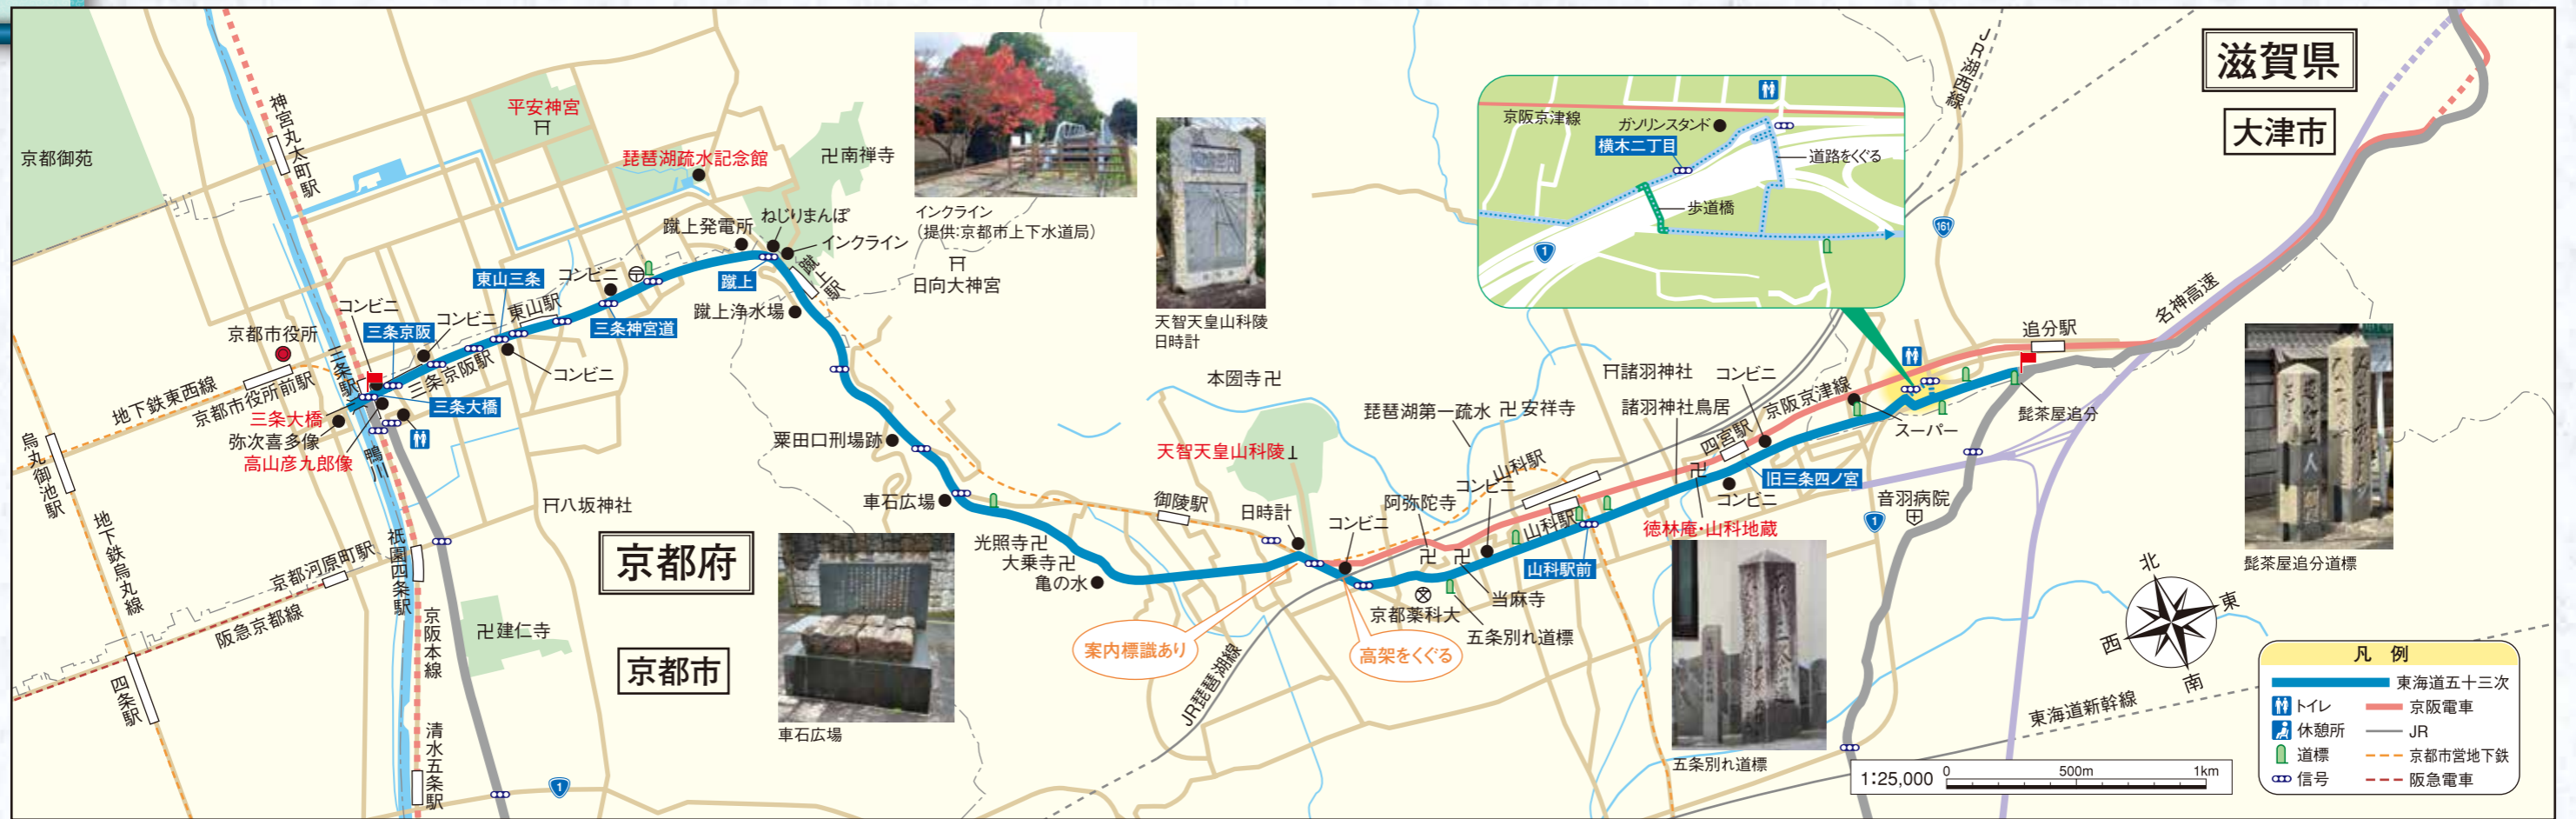 滋賀県
大津市
京都府
京都市
京都御苑
神宮丸太町駅
平安神宮
琵琶湖疏水記念館
卍南禅寺
インクライン
（提供：京都市上下水道局）
日向大神宮
蹴上発電所
ねじりまんぽ
インクライン
蹴上駅
蹴上
蹴上浄水場
東山三条
コンビニ
東山駅
三条神宮道
コンビニ
コンビニ
コンビニ
三条京阪
三条京阪駅
京都市役所
三条駅
地下鉄東西線
京都市役所前駅
三条大橋
三条大橋
弥次喜多像
高山彦九郎像
鴨川
烏丸御池駅
地下鉄烏丸線
京都河原町駅
阪急京都線
四条駅
祇園四条駅
京阪本線
清水五条駅
八坂神社
卍建仁寺
1
粟田口刑場跡
車石広場
車石広場
光照寺卍
大乗寺卍
亀の水
御陵駅
天智天皇山科陵
日時計
天智天皇山科陵
日時計
コンビニ
案内標識あり
高架をくぐる
JR琵琶湖線
本圀寺卍
琵琶湖第一疏水
卍安祥寺
阿弥陀寺
卍
コンビニ
卍
京都薬科大
当麻寺
五条別れ道標
山科駅
山科駅
山科駅前
諸羽神社
諸羽神社鳥居
コンビニ
四宮駅
卍
コンビニ
旧三条四ノ宮
徳林庵・山科地蔵
五条別れ道標
京阪京津線
スーパー
音羽病院
1
追分駅
髭茶屋追分
名神高速
161
JR湖西線
京阪京津線
ガソリンスタンド
横木二丁目
道路をくぐる
歩道橋
1
髭茶屋追分道標
北
東
西
南
東海道新幹線
1:25,000
0
500m
1km
凡例
東海道五十三次
トイレ
京阪電車
休憩所
JR
道標
京都市営地下鉄
信号
阪急電車